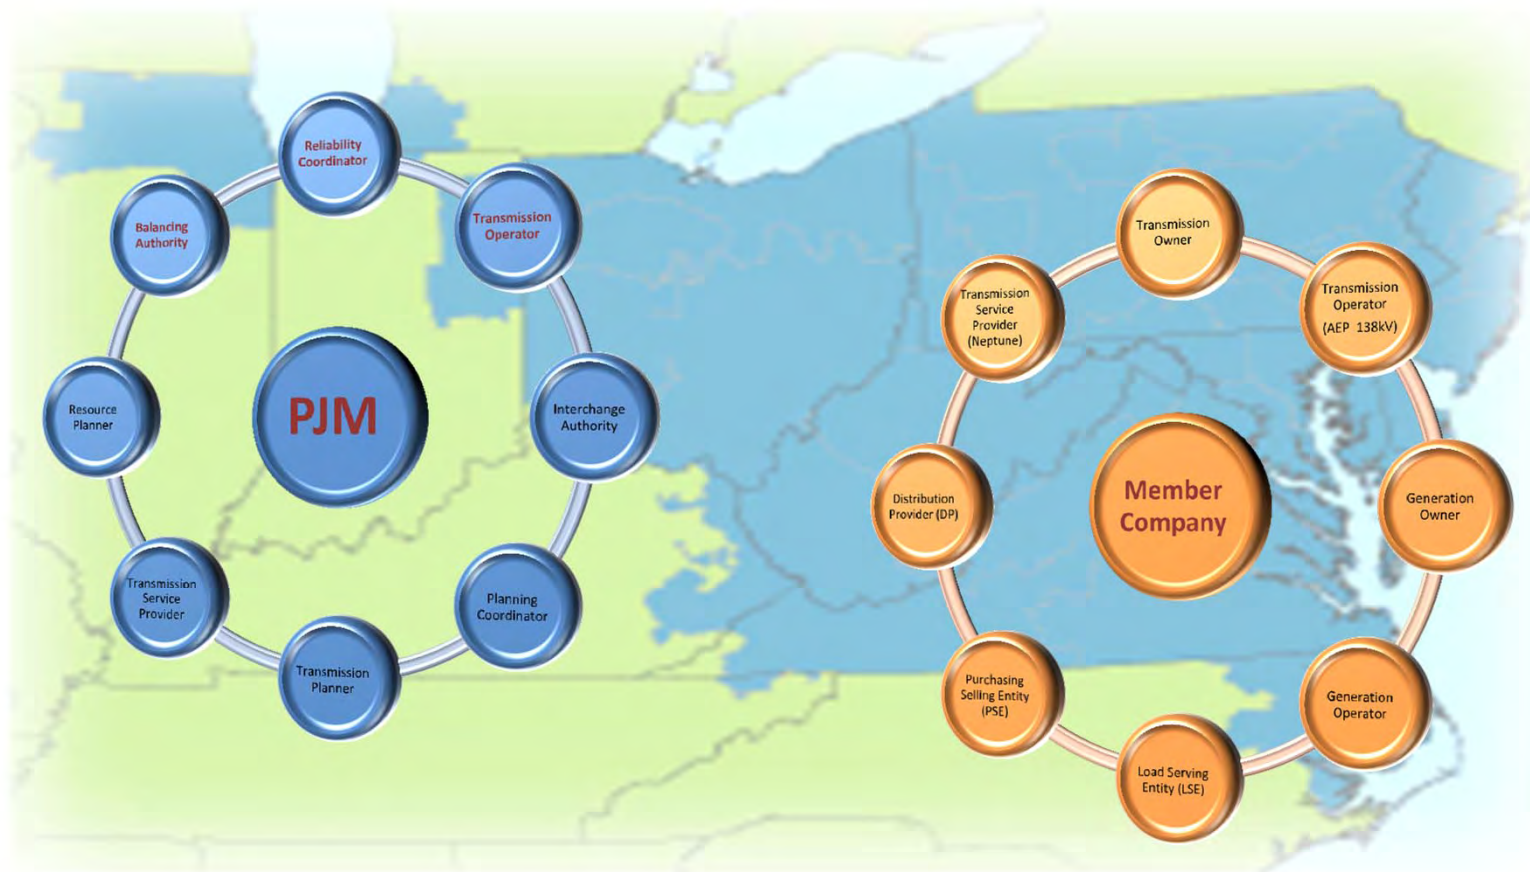 Reliability
Coordinator
Transmission
Operator
Interchange
Authority
Planning
Coordinator
Transmission
Planner
Transmission
Service
Provider
Resource
Planner
Balancing
Authority
PJM
Transmission
Owner
Transmission
Operator
(AEP 138kV)
Generation
Owner
Generation
Operator
Load Serving
Entity (LSE)
Purchasing
Selling Entity
(PSE)
Distribution
Provider (DP)
Transmission
Service
Provider
(Neptune)
Member
Company